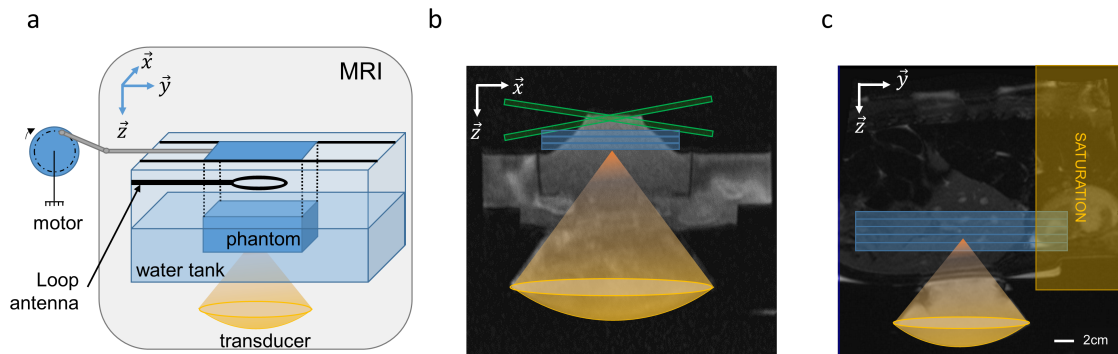 a
b
c
MRI
x⃗
y⃗
z⃗
motor
Loop
antenna
phantom
water tank
transducer
x⃗
z⃗
y⃗
z⃗
SATURATION
2cm